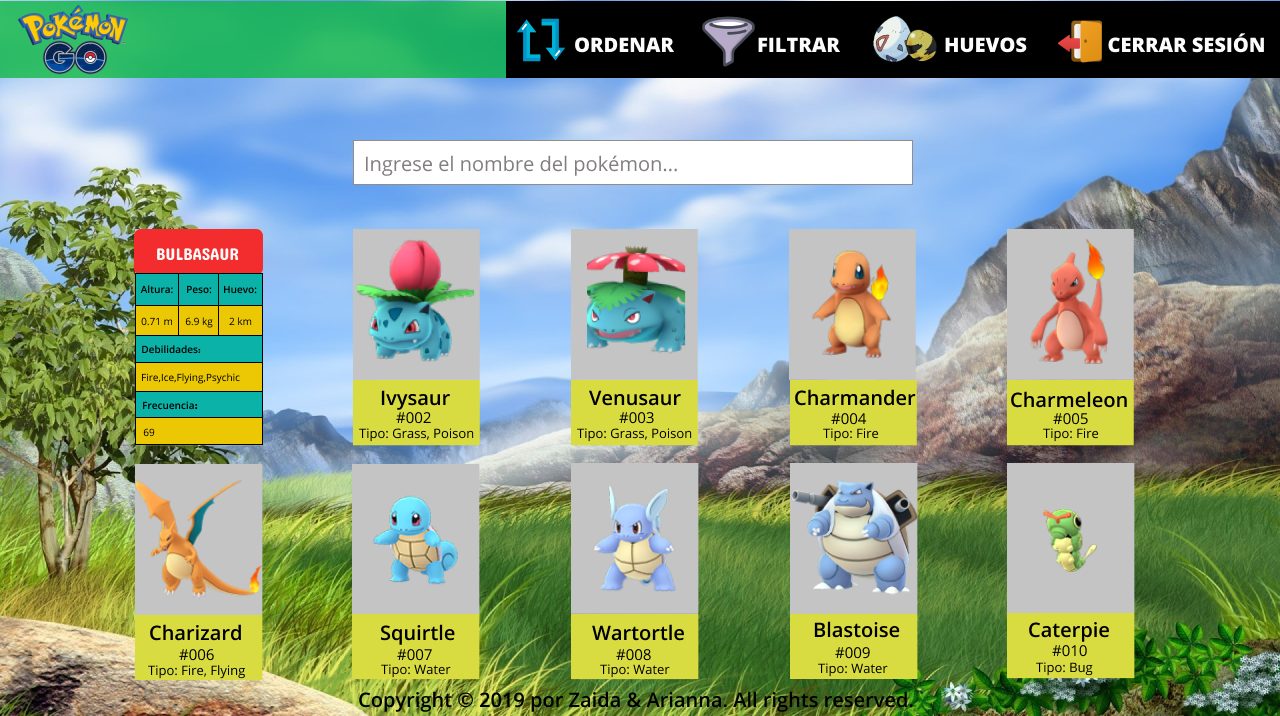 Pokémon
GO
ORDENAR
FILTRAR
HUEVOS
CERRAR SESIÓN
Ingrese el nombre del pokémon...
BULBASAUR
Altura: Peso: Huevo:
0.71 m 6.9 kg 2 km
Debilidades:
Fire,Ice,Flying,Psychic
Frecuencia:
69
Ivysaur
#002
Tipo: Grass, Poison
Venusaur
#003
Tipo: Grass, Poison
Charmander
#004
Tipo: Fire
Charmeleon
#005
Tipo: Fire
Charizard
#006
Tipo: Fire, Flying
Squirtle
#007
Tipo: Water
Wartortle
#008
Tipo: Water
Blastoise
#009
Tipo: Water
Caterpie
#010
Tipo: Bug
Copyright © 2019 por Zaida & Arianna. All rights reserved.